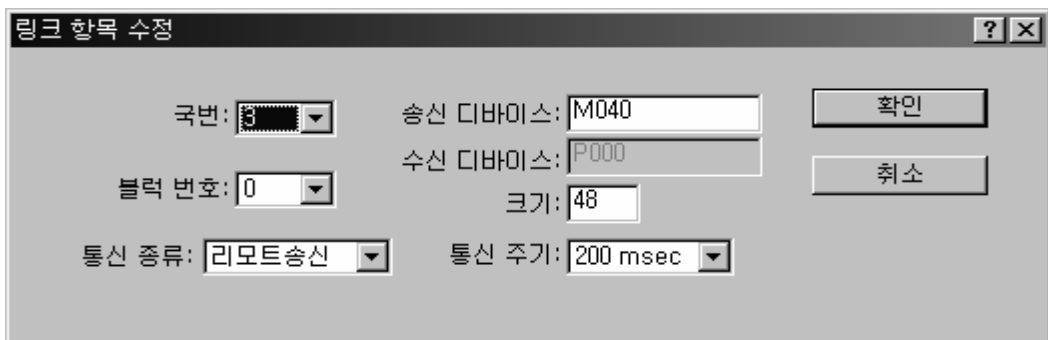 링크 항목 수정
국번: 3
송신 디바이스: M040
확인
수신 디바이스: P000
취소
블럭 번호: 0
크기: 48
통신 종류: 리모트송신
통신 주기: 200 msec